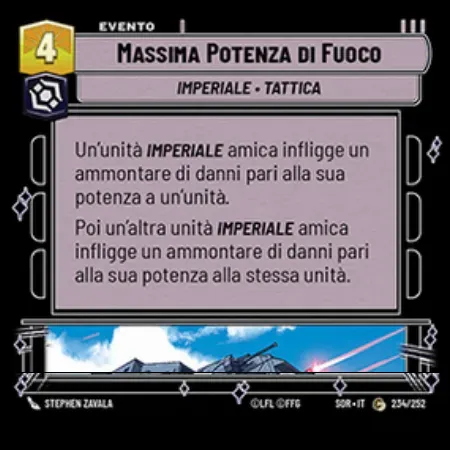 EVENTO
4
MASSIMA POTENZA DI FUOCO
IMPERIALE • TATTICA
Un'unità IMPERIALE amica infligge un
ammontare di danni pari alla sua
potenza a un'unità.
Poi un'altra unità IMPERIALE amica
infligge un ammontare di danni pari
alla sua potenza alla stessa unità.
STEPHEN ZAVALA ©LFL ©FFG SOR • IT C 234/252